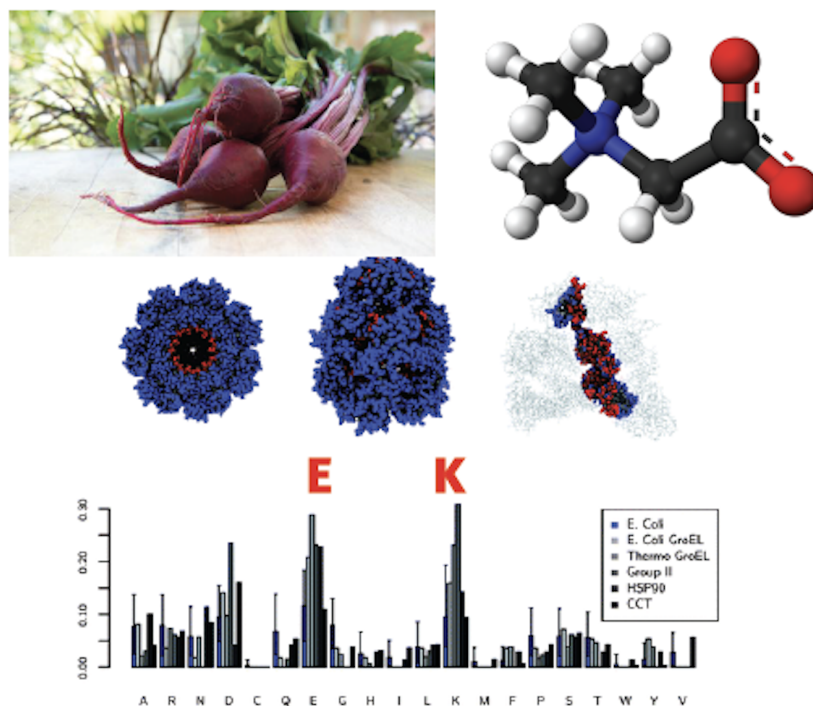 E K
0.30
0.20
0.10
0.00
E. Coli
E. Coli GroEL
Thermo GroEL
Group II
HSP90
CCT
A R N D C Q E G H I L K M F P S T W Y V